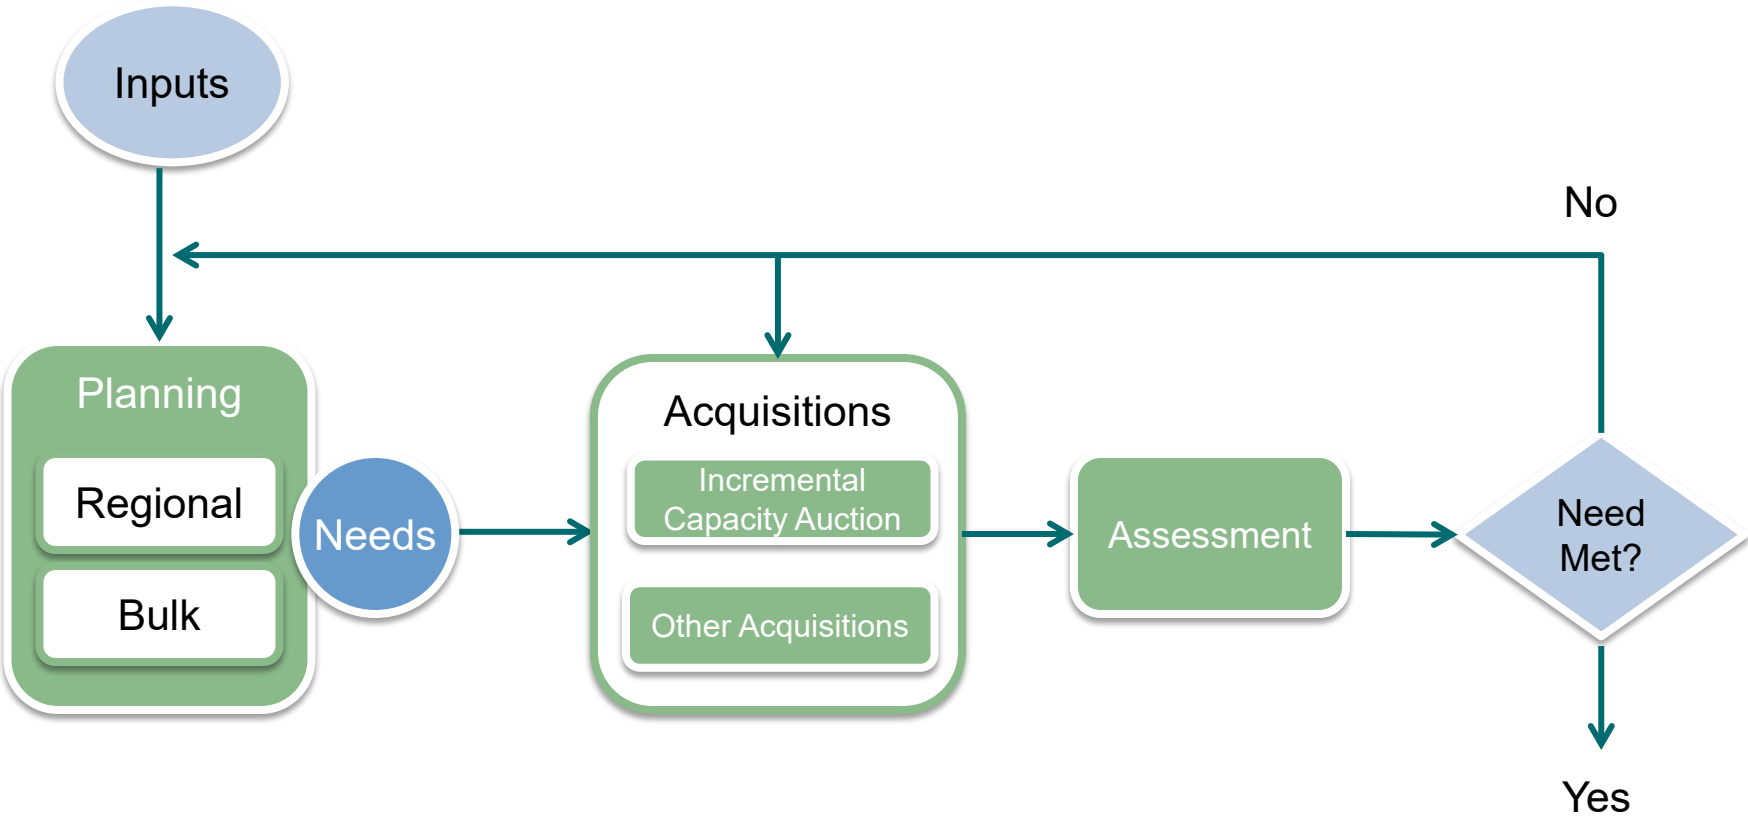 Inputs
No
Planning
Regional
Bulk
Needs
Acquisitions
Incremental
Capacity Auction
Other Acquisitions
Assessment
Need
Met?
Yes